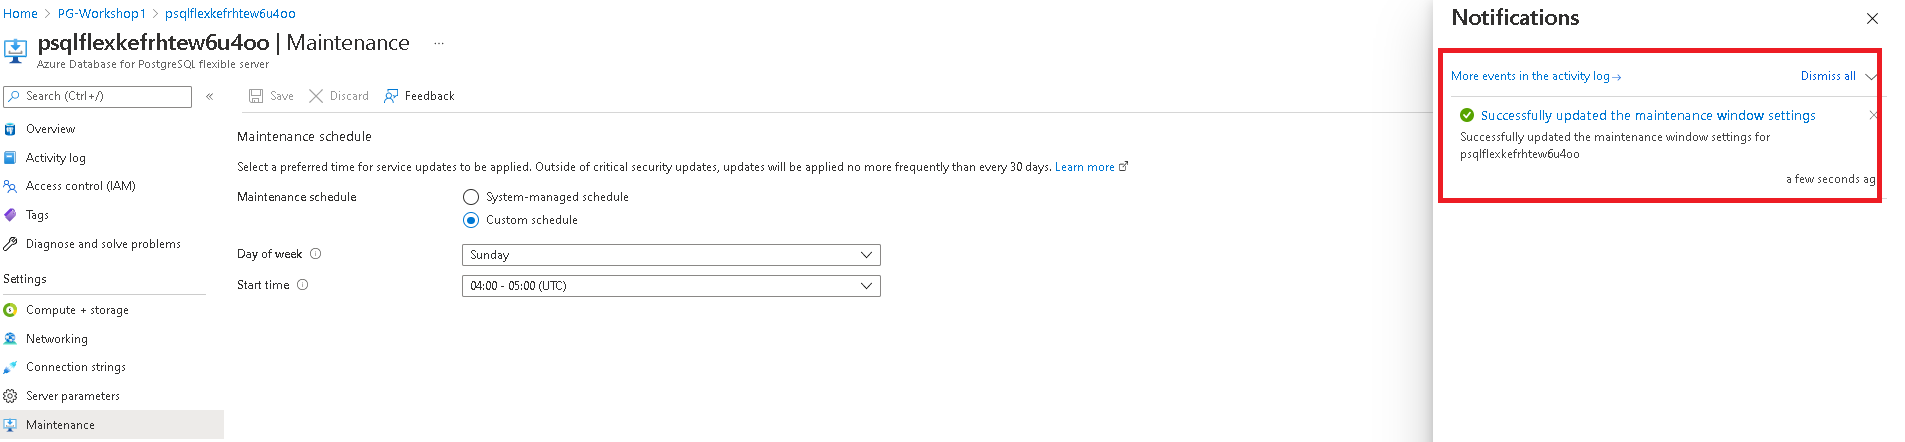 Home > PG-Workshop1 > psqlflexkefrhtew6u4oo
psqlflexkefrhtew6u4oo | Maintenance ...
Azure Database for PostgreSQL flexible server
Search (Ctrl+/)
«
Overview
Activity log
Access control (IAM)
Tags
Diagnose and solve problems
Settings
Compute + storage
Networking
Connection strings
Server parameters
Maintenance
Save Discard Feedback
Maintenance schedule
Select a preferred time for service updates to be applied. Outside of critical security updates, updates will be applied no more frequently than every 30 days. Learn more
Maintenance schedule
System-managed schedule
Custom schedule
Day of week
Sunday
Start time
04:00 - 05:00 (UTC)
Notifications
More events in the activity log→
Dismiss all
Successfully updated the maintenance window settings
Successfully updated the maintenance window settings for
psqlflexkefrhtew6u4oo
a few seconds ag